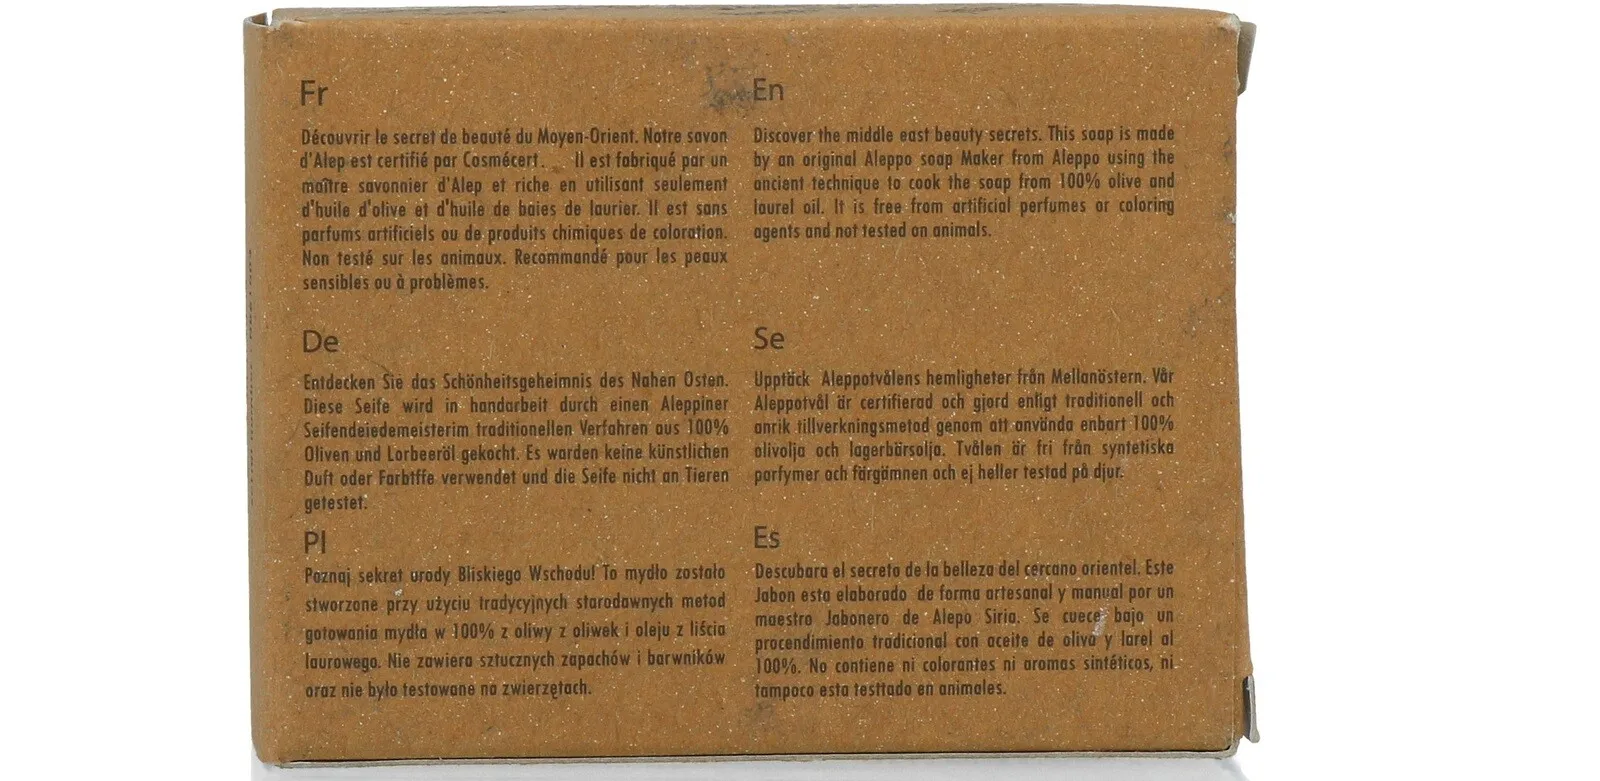 Fr
Découvrir le secret de beauté du Moyen-Orient. Notre savon
d'Alep est certifié par Cosmécert . . Il est fabriqué par un
maître savonnier d'Alep et riche en utilisant seulement
d'huile d'olive et d'huile de baies de laurier. Il est sans
parfums artificiels ou de produits chimiques de coloration.
Non testé sur les animaux. Recommandé pour les peaux
sensibles ou à problèmes.
En
Discover the middle east beauty secrets. This soap is made
by an original Aleppo soap Maker from Aleppo using the
ancient technique to cook the soap from 100% olive and
laurel oil. It is free from artificial perfumes or coloring
agents and not tested on animals.
De
Entdecken Sie das Schönheitsgeheimnis des Nahen Osten.
Diese Seife wird in handarbeit durch einen Aleppiner
Seifendeiedemeisterim traditionellen Verfahren aus 100%
Oliven und Lorbeeröl gekocht. Es warden keine künstlichen
Duft oder Farbtffe verwendet und die Seife nicht an Tieren
getestet.
Se
Upptäck Aleppotvålens hemligheter från Mellanöstern. Vår
Aleppotvål är certifierad och gjord enligt traditionell och
anrik tillverkningsmetod genom att använda enbart 100%
olivolja och lagerbärsolja. Tvålen är fri från syntetiska
parfymer och färgämnen och ej heller testad på djur.
Pl
Poznaj sekret urody Bliskiego Wschodu! To mydło zostało
stworzone przy użyciu tradycyjnych starodawnych metod
gotowania mydła w 100% z oliwy z oliwek i oleju z liścia
laurowego. Nie zawiera sztucznych zapachów i barwników
oraz nie było testowane na zwierzętach.
Es
Descubara el secreto de la belleza del cercano orientel. Este
Jabon esta elaborado de forma artesanal y manual por un
maestro Jabonero de Alepo Siria. Se cuece bajo un
procendimiento tradicional con aceite de oliva y larel al
100%. No contiene ni colorantes ni aromas sintéticos, ni
tampoco esta testtado en animales.